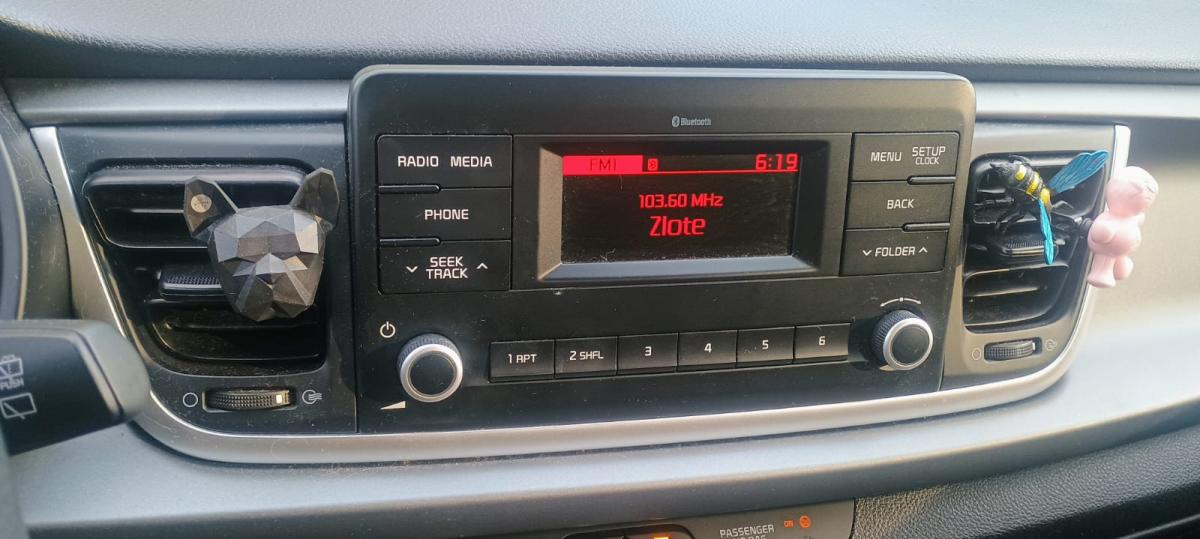 Bluetooth
RADIO MEDIA
PHONE
SEEK
TRACK
FM1 6:19
103.60 MHz
Zlote
MENU SETUP
CLOCK
BACK
FOLDER
1 RPT 2 SHFL 3 4 5 6
PUSH
PASSENGER